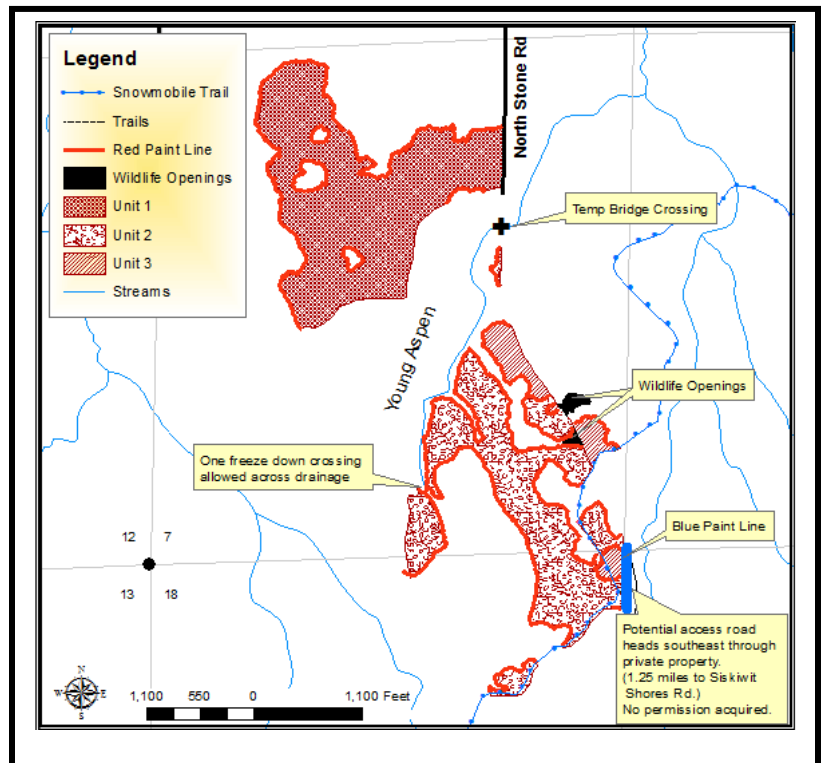 Legend
Snowmobile Trail
Trails
Red Paint Line
Wildlife Openings
Unit 1
Unit 2
Unit 3
Streams
North Stone Rd
Temp Bridge Crossing
Young Aspen
Wildlife Openings
One freeze down crossing
allowed across drainage
Blue Paint Line
12 7
13 18
Potential access road
heads southeast through
private property.
(1.25 miles to Siskiwit
Shores Rd.)
No permission acquired.
N
W E
S
1,100 550 0 1,100 Feet